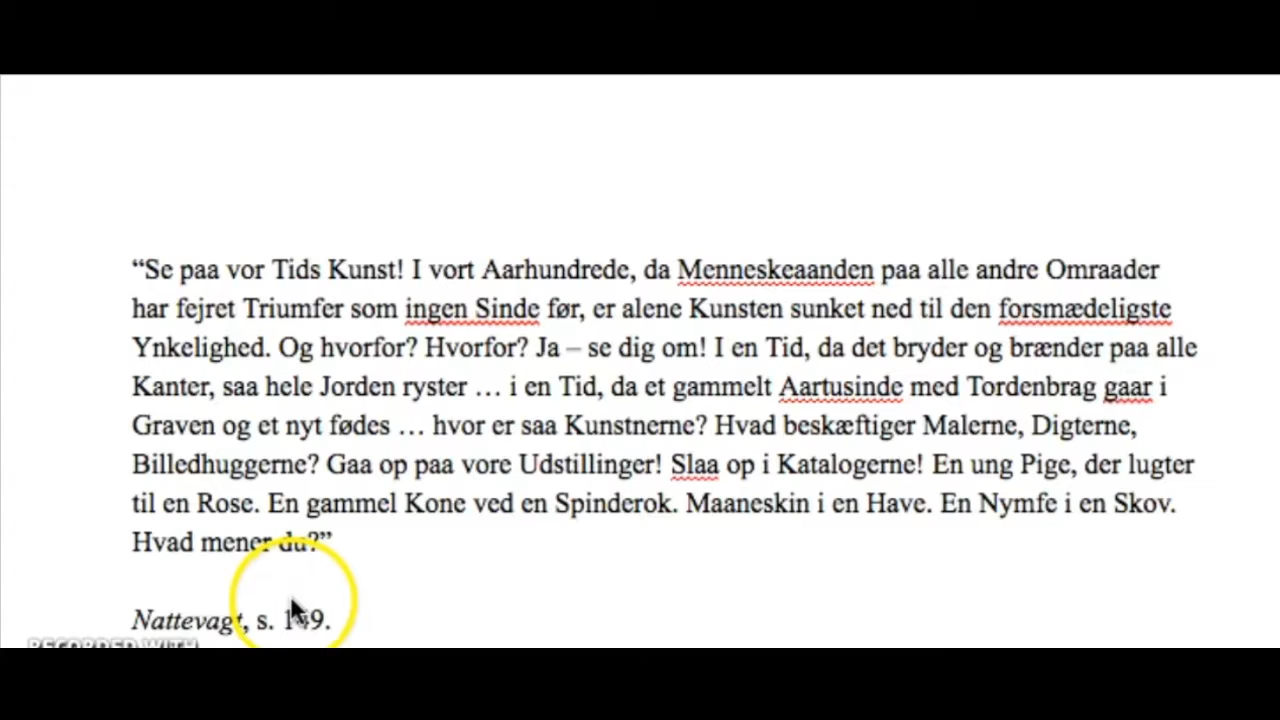 “Se paa vor Tids Kunst! I vort Aarhundrede, da Menneskeaanden paa alle andre Omraader
har fejret Triumfer som ingen Sinde før, er alene Kunsten sunket ned til den forsmædeligste
Ynkelighed. Og hvorfor? Hvorfor? Ja – se dig om! I en Tid, da det bryder og brænder paa alle
Kanter, saa hele Jorden ryster … i en Tid, da et gammelt Aartusinde med Tordenbrag gaar i
Graven og et nyt fødes … hvor er saa Kunstnerne? Hvad beskæftiger Malerne, Digterne,
Billedhuggerne? Gaa op paa vore Udstillinger! Slaa op i Katalogerne! En ung Pige, der lugter
til en Rose. En gammel Kone ved en Spinderok. Maaneskin i en Have. En Nymfe i en Skov.
Hvad mener du?”
Nattevagt, s.
RECORDED WITH